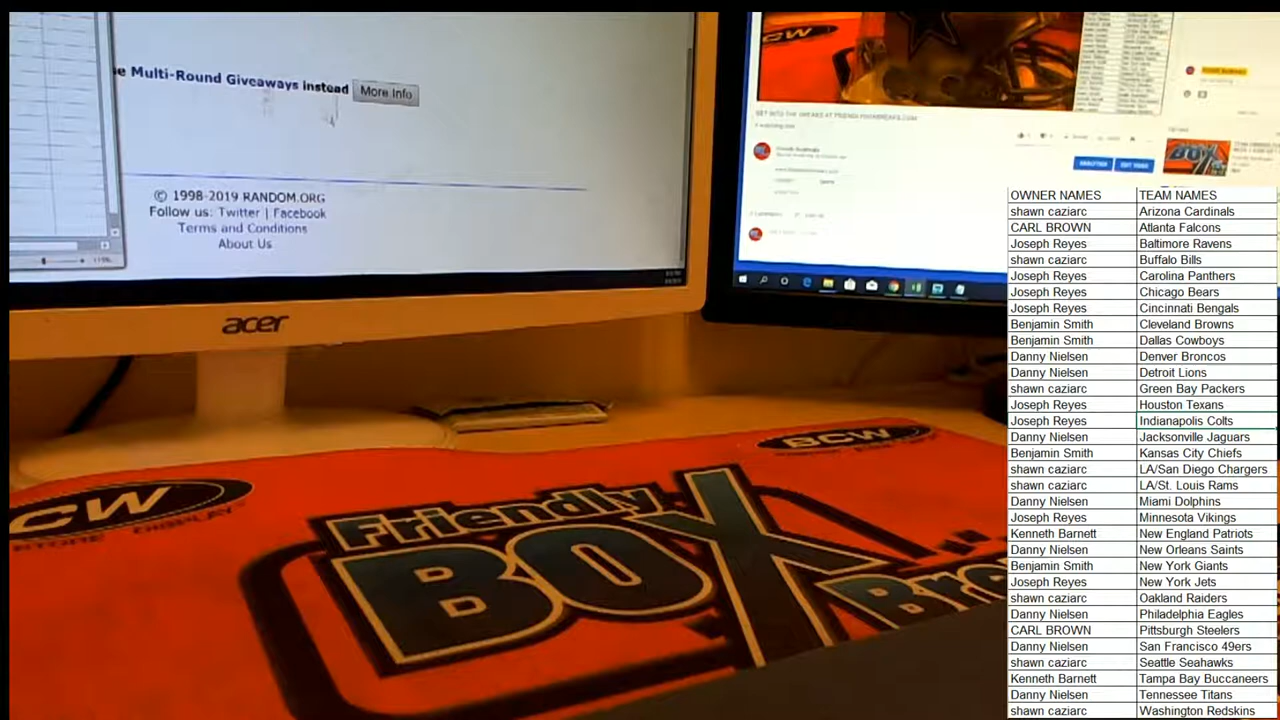 e Multi-Round Giveaways instead More Info
© 1998-2019 RANDOM.ORG
Follow us: Twitter | Facebook
Terms and Conditions
About Us
acer
BCW
GET INTO THE BREAKS AT FRIENDLYBOXBREAKS.COM
BOX
CW
STORE DISPLAY
BCW
Friendly
BOX
Bre
OWNER NAMES TEAM NAMES
shawn caziarc Arizona Cardinals
CARL BROWN Atlanta Falcons
Joseph Reyes Baltimore Ravens
shawn caziarc Buffalo Bills
Joseph Reyes Carolina Panthers
Joseph Reyes Chicago Bears
Joseph Reyes Cincinnati Bengals
Benjamin Smith Cleveland Browns
Benjamin Smith Dallas Cowboys
Danny Nielsen Denver Broncos
Danny Nielsen Detroit Lions
shawn caziarc Green Bay Packers
Joseph Reyes Houston Texans
Joseph Reyes Indianapolis Colts
Danny Nielsen Jacksonville Jaguars
Benjamin Smith Kansas City Chiefs
shawn caziarc LA/San Diego Chargers
shawn caziarc LA/St. Louis Rams
Danny Nielsen Miami Dolphins
Joseph Reyes Minnesota Vikings
Kenneth Barnett New England Patriots
Danny Nielsen New Orleans Saints
Benjamin Smith New York Giants
Joseph Reyes New York Jets
shawn caziarc Oakland Raiders
Danny Nielsen Philadelphia Eagles
CARL BROWN Pittsburgh Steelers
Danny Nielsen San Francisco 49ers
shawn caziarc Seattle Seahawks
Kenneth Barnett Tampa Bay Buccaneers
Danny Nielsen Tennessee Titans
shawn caziarc Washington Redskins